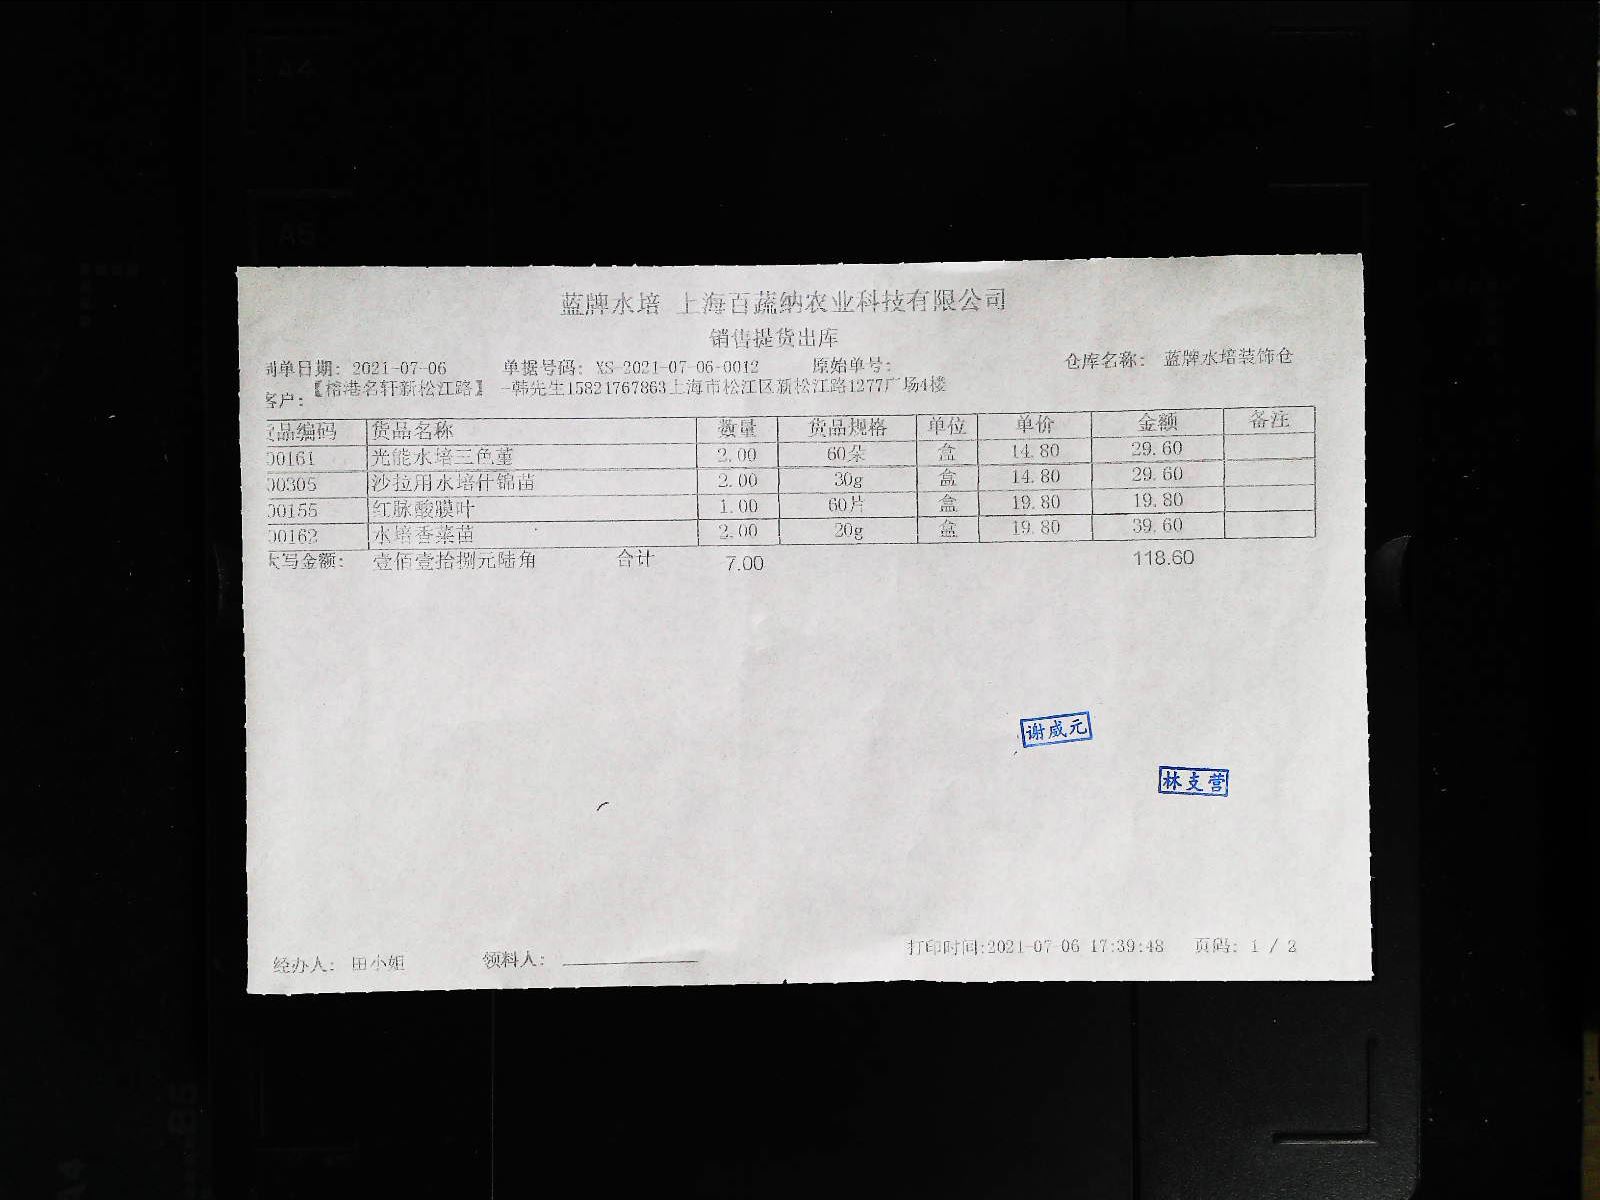 蓝牌水培 上海百蔬纳农业科技有限公司
销售提货出库
制单日期: 2021-07-06 单据号码: XS-2021-07-06-0012 原始单号: 仓库名称: 蓝牌水培装饰仓
客户:【榕港名轩新松江路】-韩先生15821767863上海市松江区新松江路1277广场4楼
货品编码 货品名称 数量 货品规格 单位 单价 金额 备注
00161 光能水培三色堇 2.00 60朵 盒 14.80 29.60
00305 沙拉用水培什锦苗 2.00 30g 盒 14.80 29.60
00155 红脉酸膜叶 1.00 60片 盒 19.80 19.80
00162 水培香菜苗 2.00 20g 盒 19.80 39.60
大写金额: 壹佰壹拾捌元陆角 合计 7.00 118.60
谢威元
林支营
经办人: 田小姐 领料人: 打印时间:2021-07-06 17:39:48 页码: 1 / 2